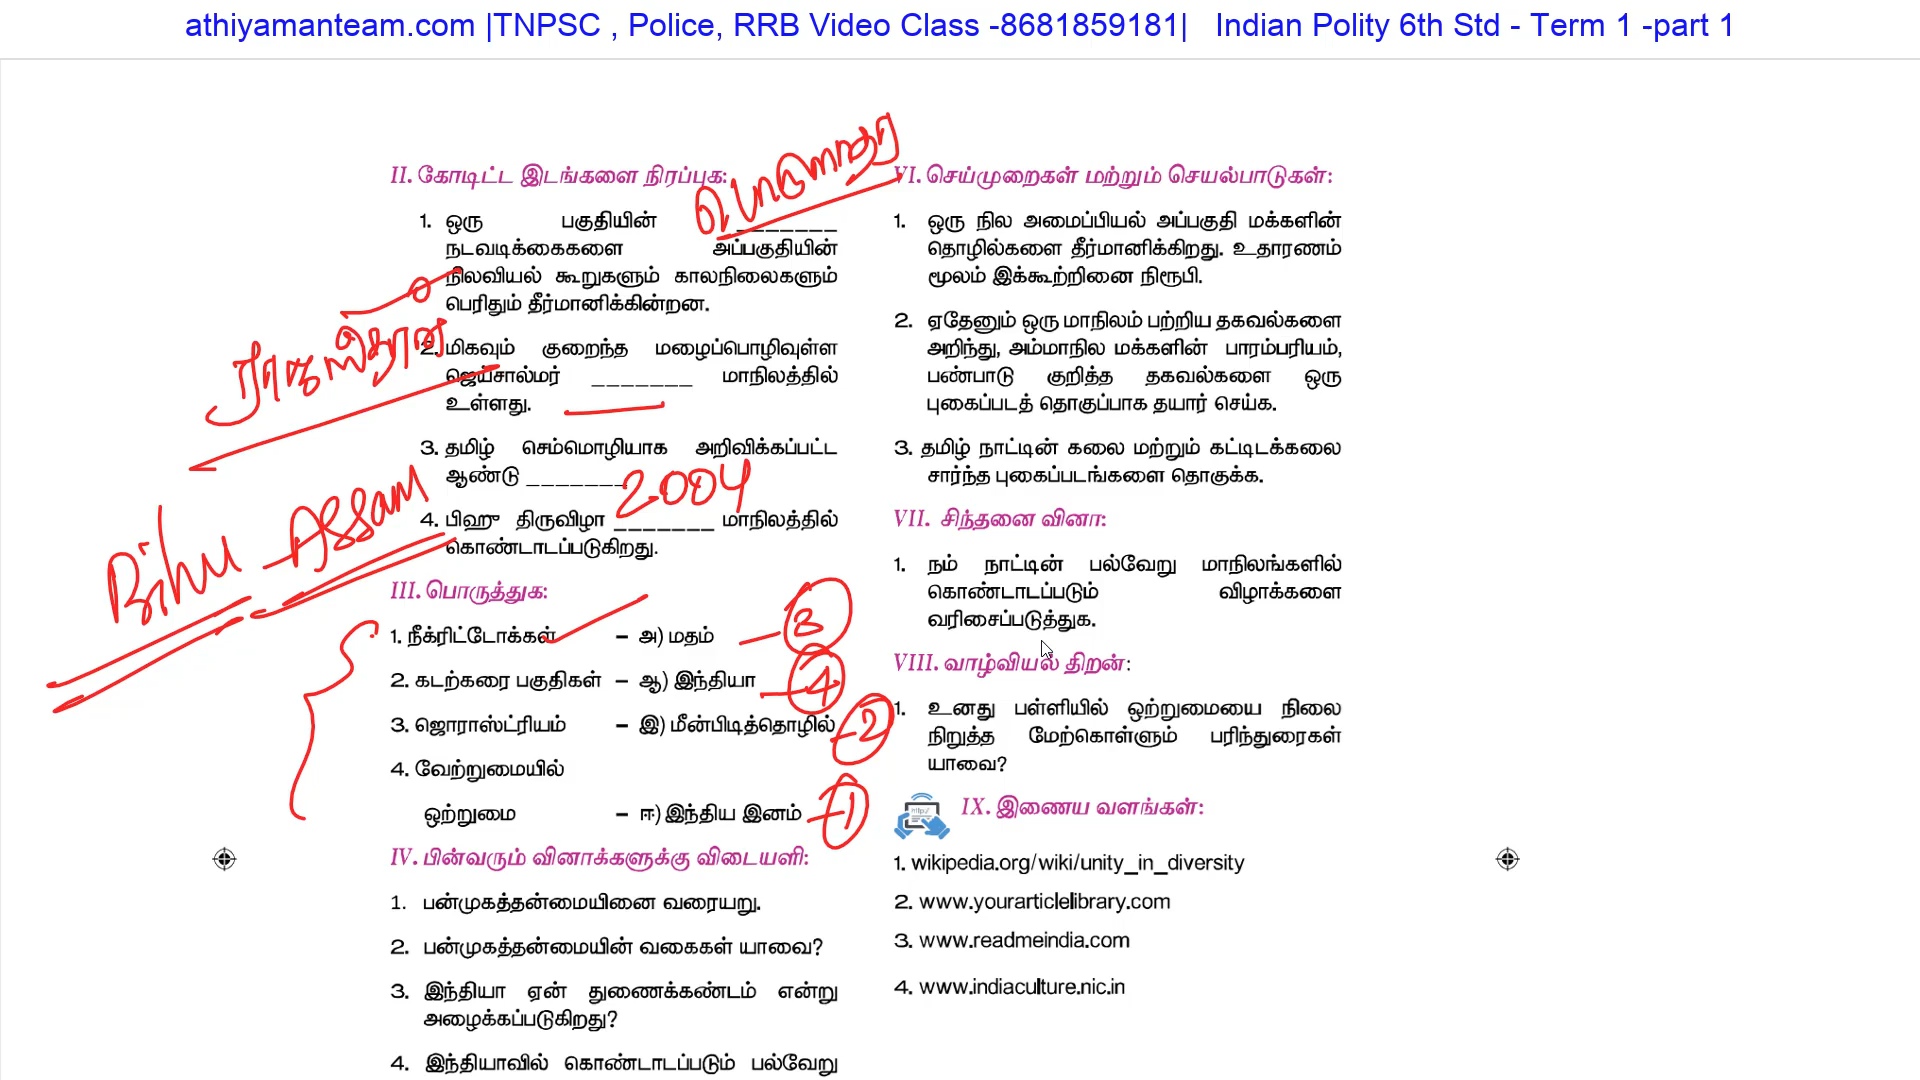 athiyamanteam.com |TNPSC , Police, RRB Video Class -8681859181|   Indian Polity 6th Std - Term 1 -part 1
II. கோடிட்ட இடங்களை நிரப்புக:
பொருளாதார
1. ஒரு பகுதியின் _______
நடவடிக்கைகளை அப்பகுதியின்
நிலவியல் கூறுகளும் காலநிலைகளும்
பெரிதும் தீர்மானிக்கின்றன.
ராஜஸ்தான்
2. மிகவும் குறைந்த மழைப்பொழிவுள்ள
ஜெய்சால்மர் _______ மாநிலத்தில்
உள்ளது.
3. தமிழ் செம்மொழியாக அறிவிக்கப்பட்ட
ஆண்டு _______ 2004
4. பிஹு திருவிழா _______ மாநிலத்தில்
கொண்டாடப்படுகிறது.
Bihu Assam
III. பொருத்துக:
1. நீக்ரிட்டோக்கள் – அ) மதம் – 3
2. கடற்கரை பகுதிகள் – ஆ) இந்தியா – 4
3. ஜொராஸ்ட்ரியம் – இ) மீன்பிடித்தொழில் – 2
4. வேற்றுமையில்
ஒற்றுமை – ஈ) இந்திய இனம் – 1
IV. பின்வரும் வினாக்களுக்கு விடையளி:
1. பன்முகத்தன்மையினை வரையறு.
2. பன்முகத்தன்மையின் வகைகள் யாவை?
3. இந்தியா ஏன் துணைக்கண்டம் என்று
அழைக்கப்படுகிறது?
4. இந்தியாவில் கொண்டாடப்படும் பல்வேறு
VI. செய்முறைகள் மற்றும் செயல்பாடுகள்:
1. ஒரு நில அமைப்பியல் அப்பகுதி மக்களின்
தொழில்களை தீர்மானிக்கிறது. உதாரணம்
மூலம் இக்கூற்றினை நிரூபி.
2. ஏதேனும் ஒரு மாநிலம் பற்றிய தகவல்களை
அறிந்து, அம்மாநில மக்களின் பாரம்பரியம்,
பண்பாடு குறித்த தகவல்களை ஒரு
புகைப்படத் தொகுப்பாக தயார் செய்க.
3. தமிழ் நாட்டின் கலை மற்றும் கட்டிடக்கலை
சார்ந்த புகைப்படங்களை தொகுக்க.
VII. சிந்தனை வினா:
1. நம் நாட்டின் பல்வேறு மாநிலங்களில்
கொண்டாடப்படும் விழாக்களை
வரிசைப்படுத்துக.
VIII. வாழ்வியல் திறன்:
1. உனது பள்ளியில் ஒற்றுமையை நிலை
நிறுத்த மேற்கொள்ளும் பரிந்துரைகள்
யாவை?
http://
IX. இணைய வளங்கள்:
1. wikipedia.org/wiki/unity_in_diversity
2. www.yourarticlelibrary.com
3. www.readmeindia.com
4. www.indiaculture.nic.in